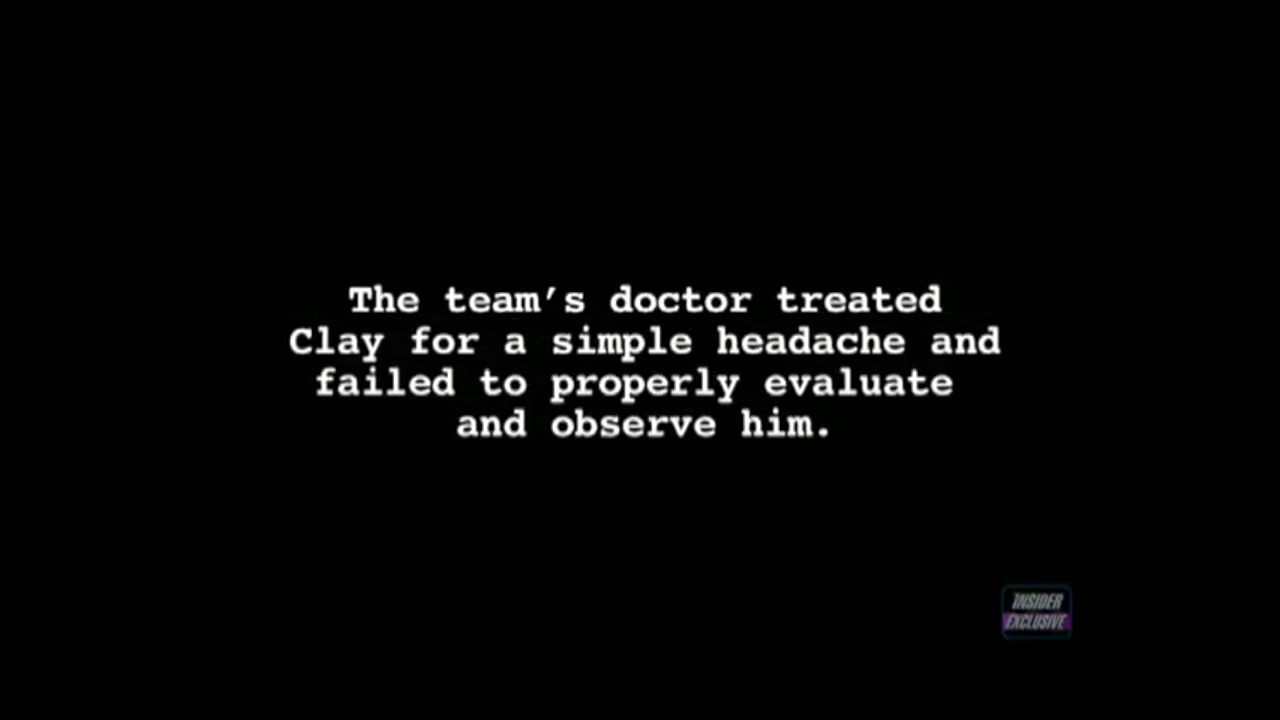 The team's doctor treated
Clay for a simple headache and
failed to properly evaluate
and observe him.
INSIDER
EXCLUSIVE